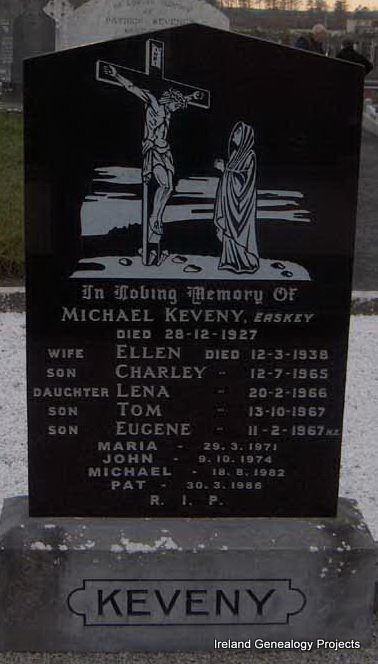 PATRICK KEVENY
In Loving Memory Of
MICHAEL KEVENY, EASKEY
DIED 28-12-1927
WIFE ELLEN DIED 12-3-1938
SON CHARLEY - 12-7-1965
DAUGHTER LENA - 20-2-1966
SON TOM - 13-10-1967
SON EUGENE - 11-2-1967 N.Z.
MARIA - 29.3.1971
JOHN - 9.10.1974
MICHAEL - 18.8.1982
PAT - 30.3.1986
R. I. P.
KEVENY
Ireland Genealogy Projects